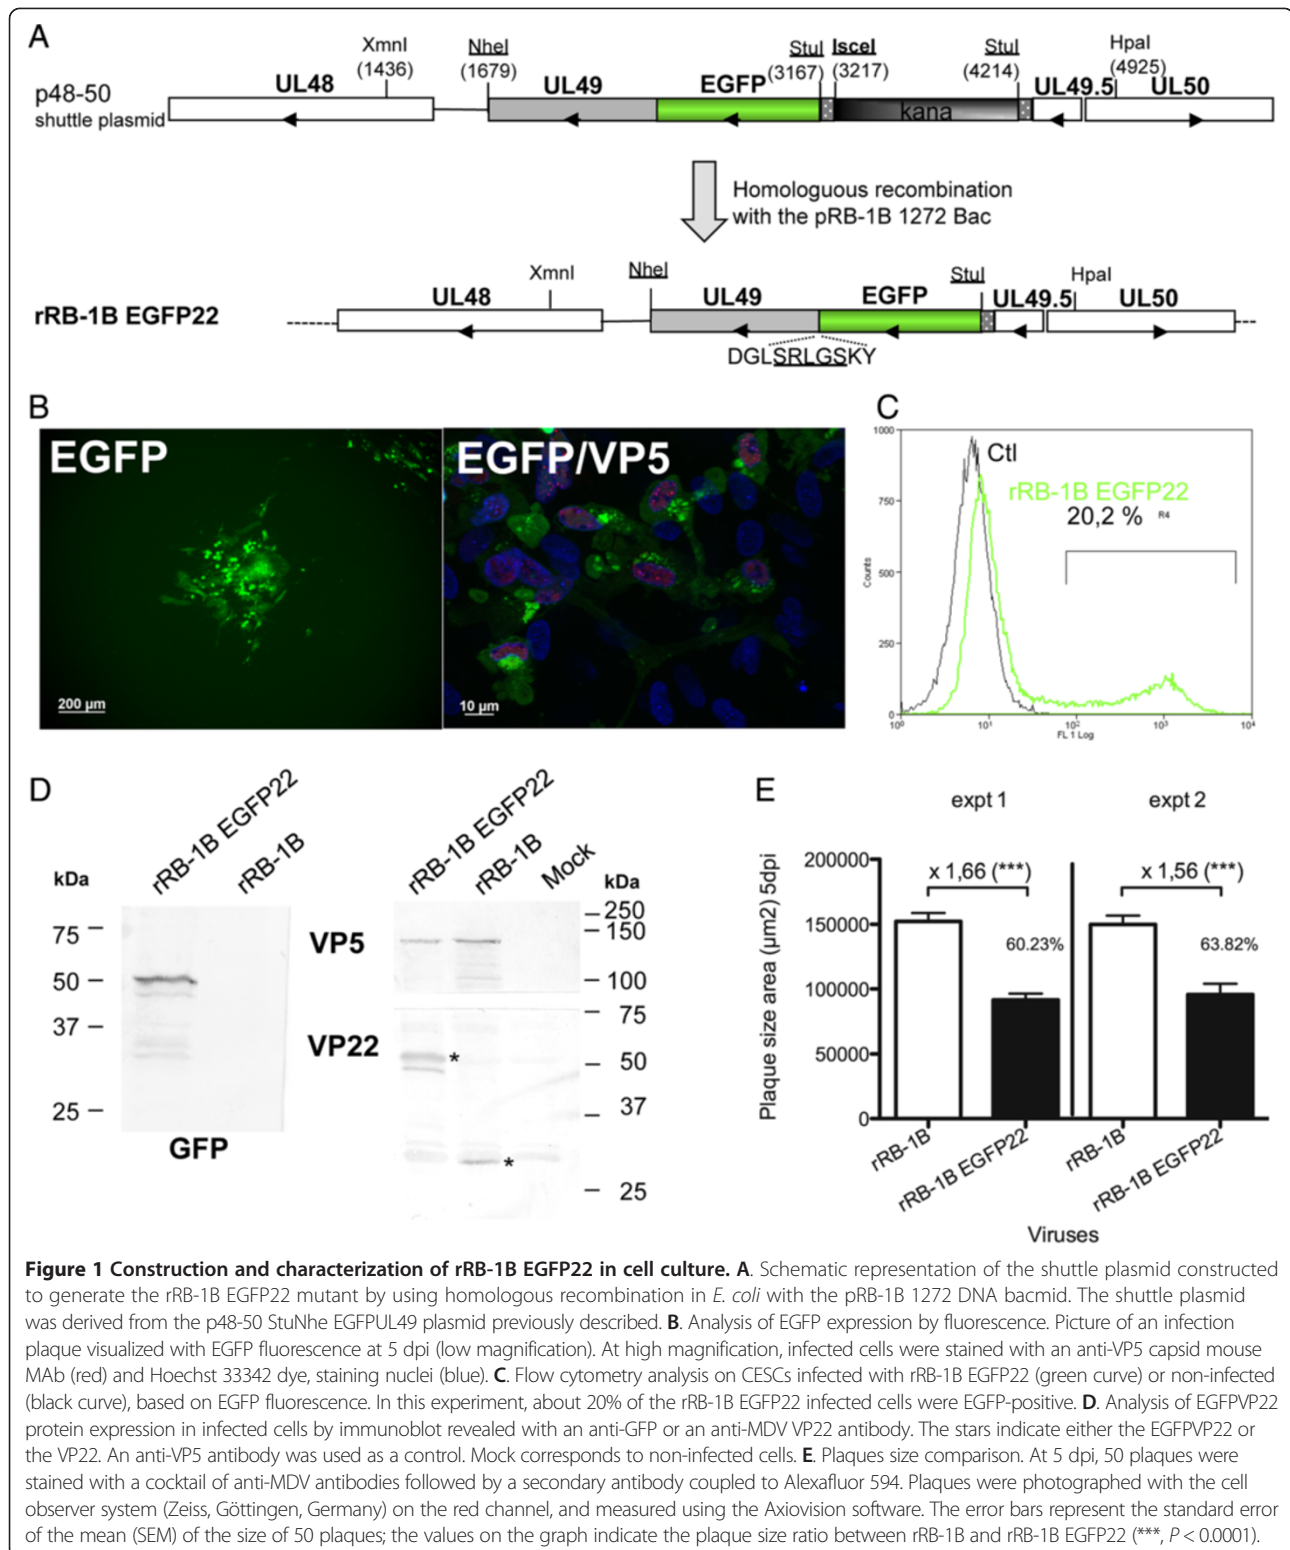 A
XmnI
(1436)
NheI
(1679)
StuI
(3167)
IsceI
(3217)
StuI
(4214)
HpaI
(4925)
p48-50
shuttle plasmid
UL48
UL49
EGFP
kana
UL49.5
UL50
Homologuous recombination
with the pRB-1B 1272 Bac
rRB-1B EGFP22
XmnI
NheI
StuI
HpaI
UL48
UL49
EGFP
UL49.5
UL50
DGLSRLGSKY
B
EGFP
200 µm
EGFP/VP5
10 µm
C
Ctl
rRB-1B EGFP22
20,2 %
R4
Counts
1000
750
500
250
0
10⁰
10¹
10²
10³
10⁴
FL 1 Log
D
rRB-1B EGFP22
rRB-1B
kDa
75
50
37
25
GFP
rRB-1B EGFP22
rRB-1B
Mock
kDa
VP5
VP22
250
150
100
75
50
37
25
*
*
E
expt 1
expt 2
Plaque size area (µm2) 5dpi
200000
150000
100000
50000
0
x 1,66 (***)
60.23%
x 1,56 (***)
63.82%
rRB-1B
rRB-1B EGFP22
rRB-1B
rRB-1B EGFP22
Viruses
Figure 1 Construction and characterization of rRB-1B EGFP22 in cell culture. A. Schematic representation of the shuttle plasmid constructed
to generate the rRB-1B EGFP22 mutant by using homologous recombination in E. coli with the pRB-1B 1272 DNA bacmid. The shuttle plasmid
was derived from the p48-50 StuNhe EGFPUL49 plasmid previously described. B. Analysis of EGFP expression by fluorescence. Picture of an infection
plaque visualized with EGFP fluorescence at 5 dpi (low magnification). At high magnification, infected cells were stained with an anti-VP5 capsid mouse
MAb (red) and Hoechst 33342 dye, staining nuclei (blue). C. Flow cytometry analysis on CESCs infected with rRB-1B EGFP22 (green curve) or non-infected
(black curve), based on EGFP fluorescence. In this experiment, about 20% of the rRB-1B EGFP22 infected cells were EGFP-positive. D. Analysis of EGFPVP22
protein expression in infected cells by immunoblot revealed with an anti-GFP or an anti-MDV VP22 antibody. The stars indicate either the EGFPVP22 or
the VP22. An anti-VP5 antibody was used as a control. Mock corresponds to non-infected cells. E. Plaques size comparison. At 5 dpi, 50 plaques were
stained with a cocktail of anti-MDV antibodies followed by a secondary antibody coupled to Alexafluor 594. Plaques were photographed with the cell
observer system (Zeiss, Göttingen, Germany) on the red channel, and measured using the Axiovision software. The error bars represent the standard error
of the mean (SEM) of the size of 50 plaques; the values on the graph indicate the plaque size ratio between rRB-1B and rRB-1B EGFP22 (***, P < 0.0001).